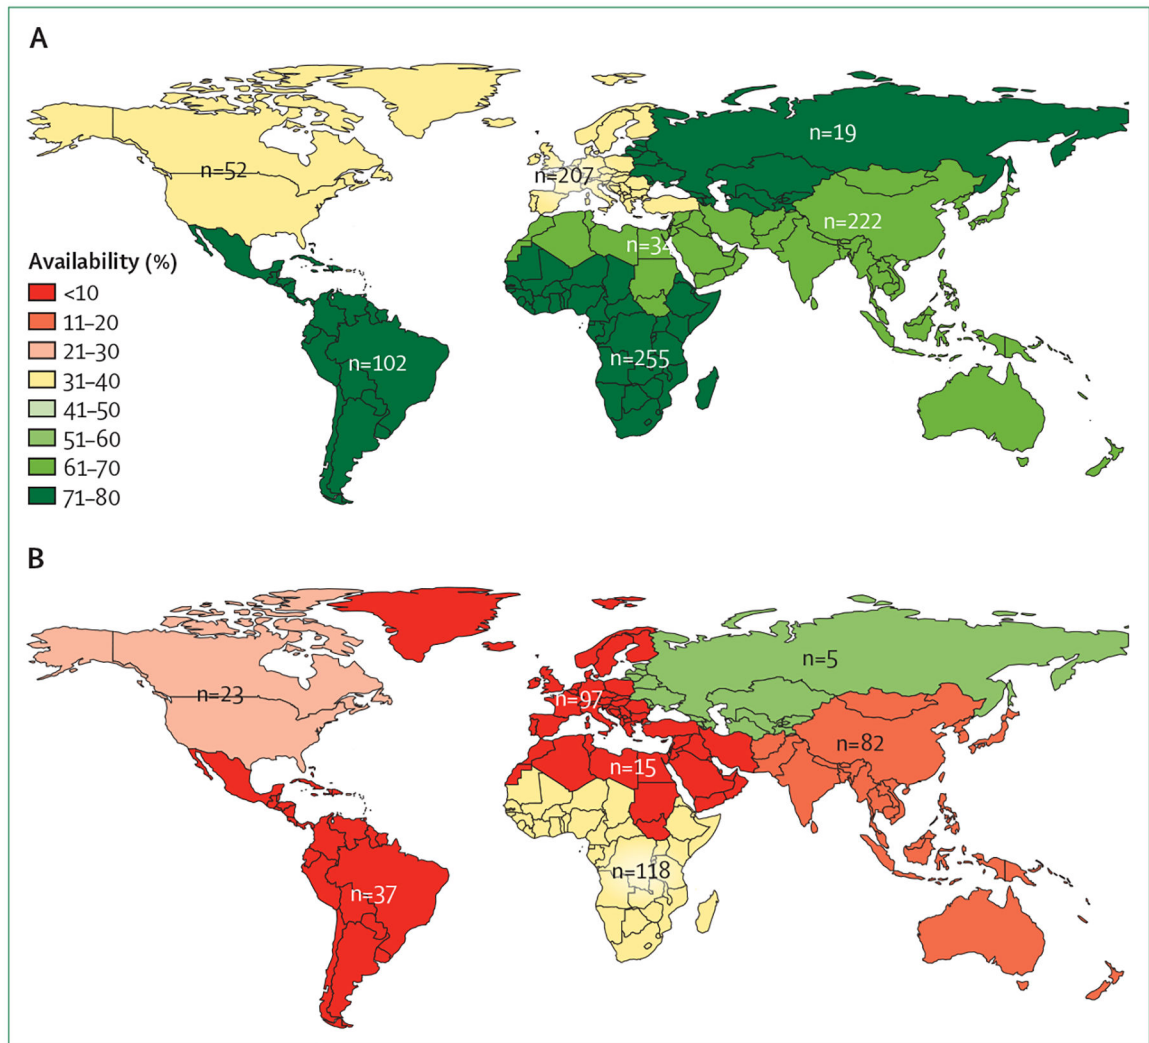 A
n=52
n=207
n=19
n=222
n=34
n=102
n=255
Availability (%)
<10
11–20
21–30
31–40
41–50
51–60
61–70
71–80
B
n=23
n=97
n=5
n=82
n=15
n=118
n=37